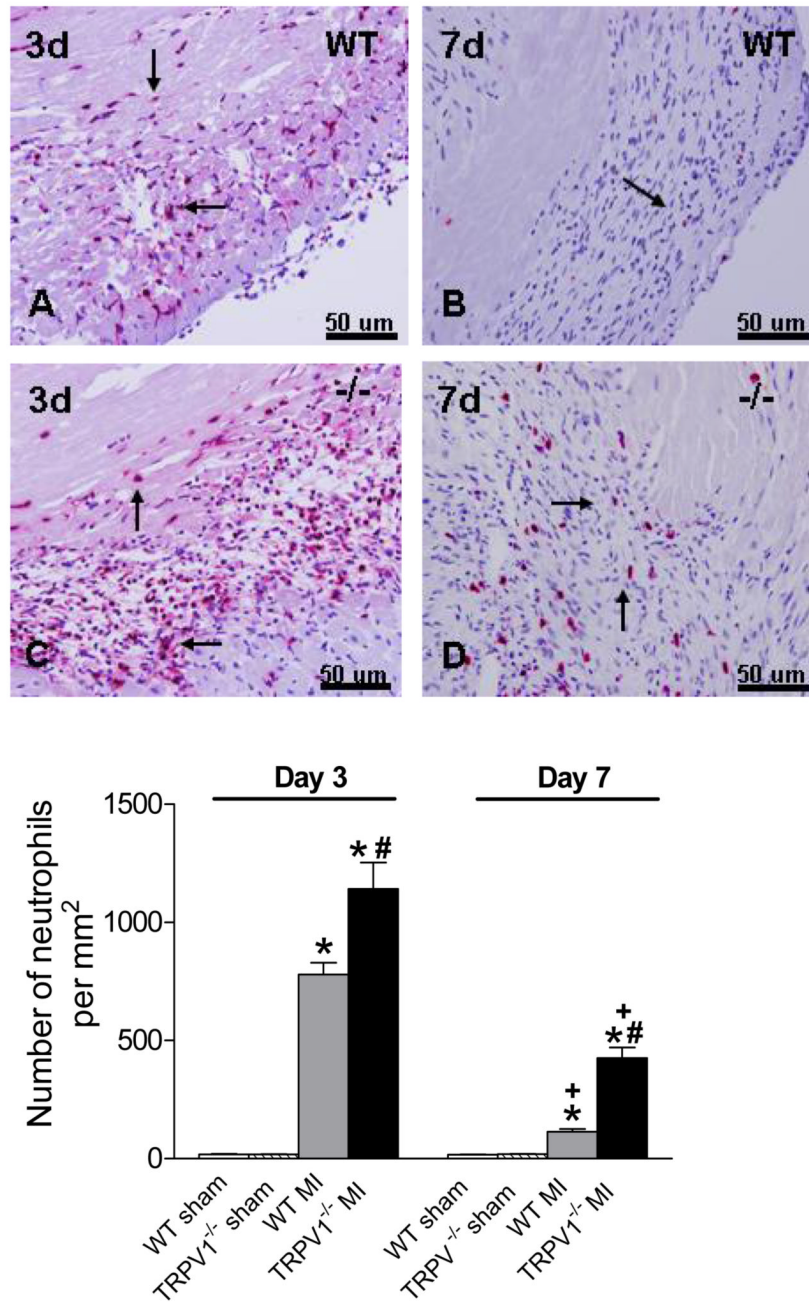 3d WT
A 50 um
7d WT
B 50 um
3d -/-
C 50 um
7d -/-
D 50 um
Day 3 Day 7
Number of neutrophils
per mm²
1500
1000
500
0
*
*#
+
*
+
*#
WT sham
TRPV1⁻/⁻ sham
WT MI
TRPV1⁻/⁻ MI
WT sham
TRPV⁻/⁻ sham
WT MI
TRPV1⁻/⁻ MI